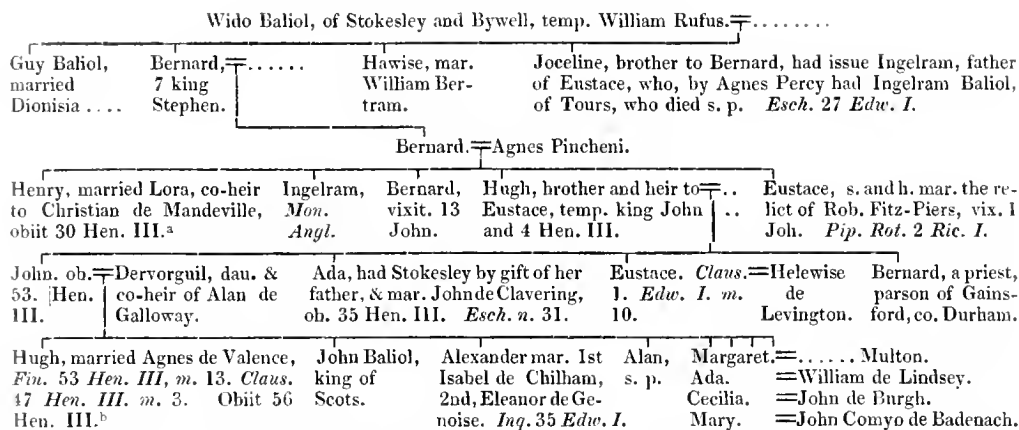 Wido Baliol, of Stokesley and Bywell, temp. William Rufus.=........
Guy Baliol,
married
Dionisia ....
Bernard,=......
7 king
Stephen.
Hawise, mar.
William Ber-
tram.
Joceline, brother to Bernard, had issue Ingelram, father
of Eustace, who, by Agnes Percy had Ingelram Baliol,
of Tours, who died s. p. Esch. 27 Edw. I.
Bernard.=Agnes Pincheni.
Henry, married Lora, co-heir
to Christian de Mandeville,
obiit 30 Hen. III.a
Ingelram,
Mon.
Angl.
Bernard,
vixit. 13
John.
Hugh, brother and heir to=..
Eustace, temp. king John ..
and 4 Hen. III.
Eustace, s. and h. mar. the re-
lict of Rob. Fitz-Piers, vix. 1
Joh. Pip. Rot. 2 Ric. I.
John. ob.=
53. Hen.
III.
Dervorguil, dau. &
co-heir of Alan de
Galloway.
Ada, had Stokesley by gift of her
father, & mar. John de Clavering,
ob. 35 Hen. III. Esch. n. 31.
Eustace. Claus.=
1. Edw. I. m.
10.
Helewise
de
Levington.
Bernard, a priest,
parson of Gains-
ford, co. Durham.
Hugh, married Agnes de Valence,
Fin. 53 Hen. III, m. 13. Claus.
47 Hen. III. m. 3. Obiit 56
Hen. III.b
John Baliol,
king of
Scots.
Alexander mar. 1st
Isabel de Chilham,
2nd, Eleanor de Ge-
noise. Inq. 35 Edw. I.
Alan,
s. p.
Margaret.=...... Multon.
Ada. =William de Lindsey.
Cecilia. =John de Burgh.
Mary. =John Comyo de Badenach.